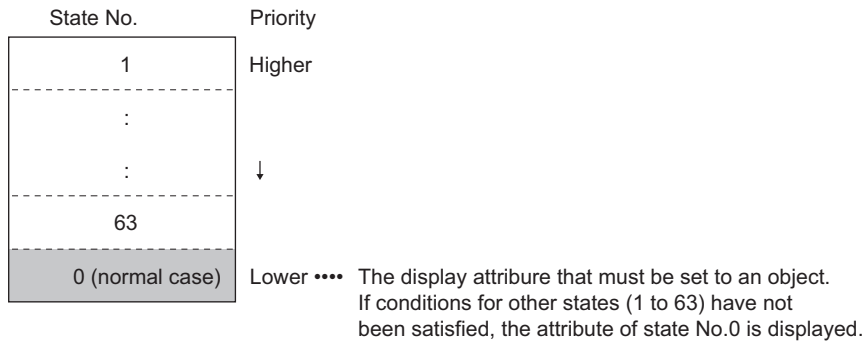 State No. Priority
1 Higher
:
: ↓
63
0 (normal case) Lower •••• The display attribure that must be set to an object.
If conditions for other states (1 to 63) have not
been satisfied, the attribute of state No.0 is displayed.